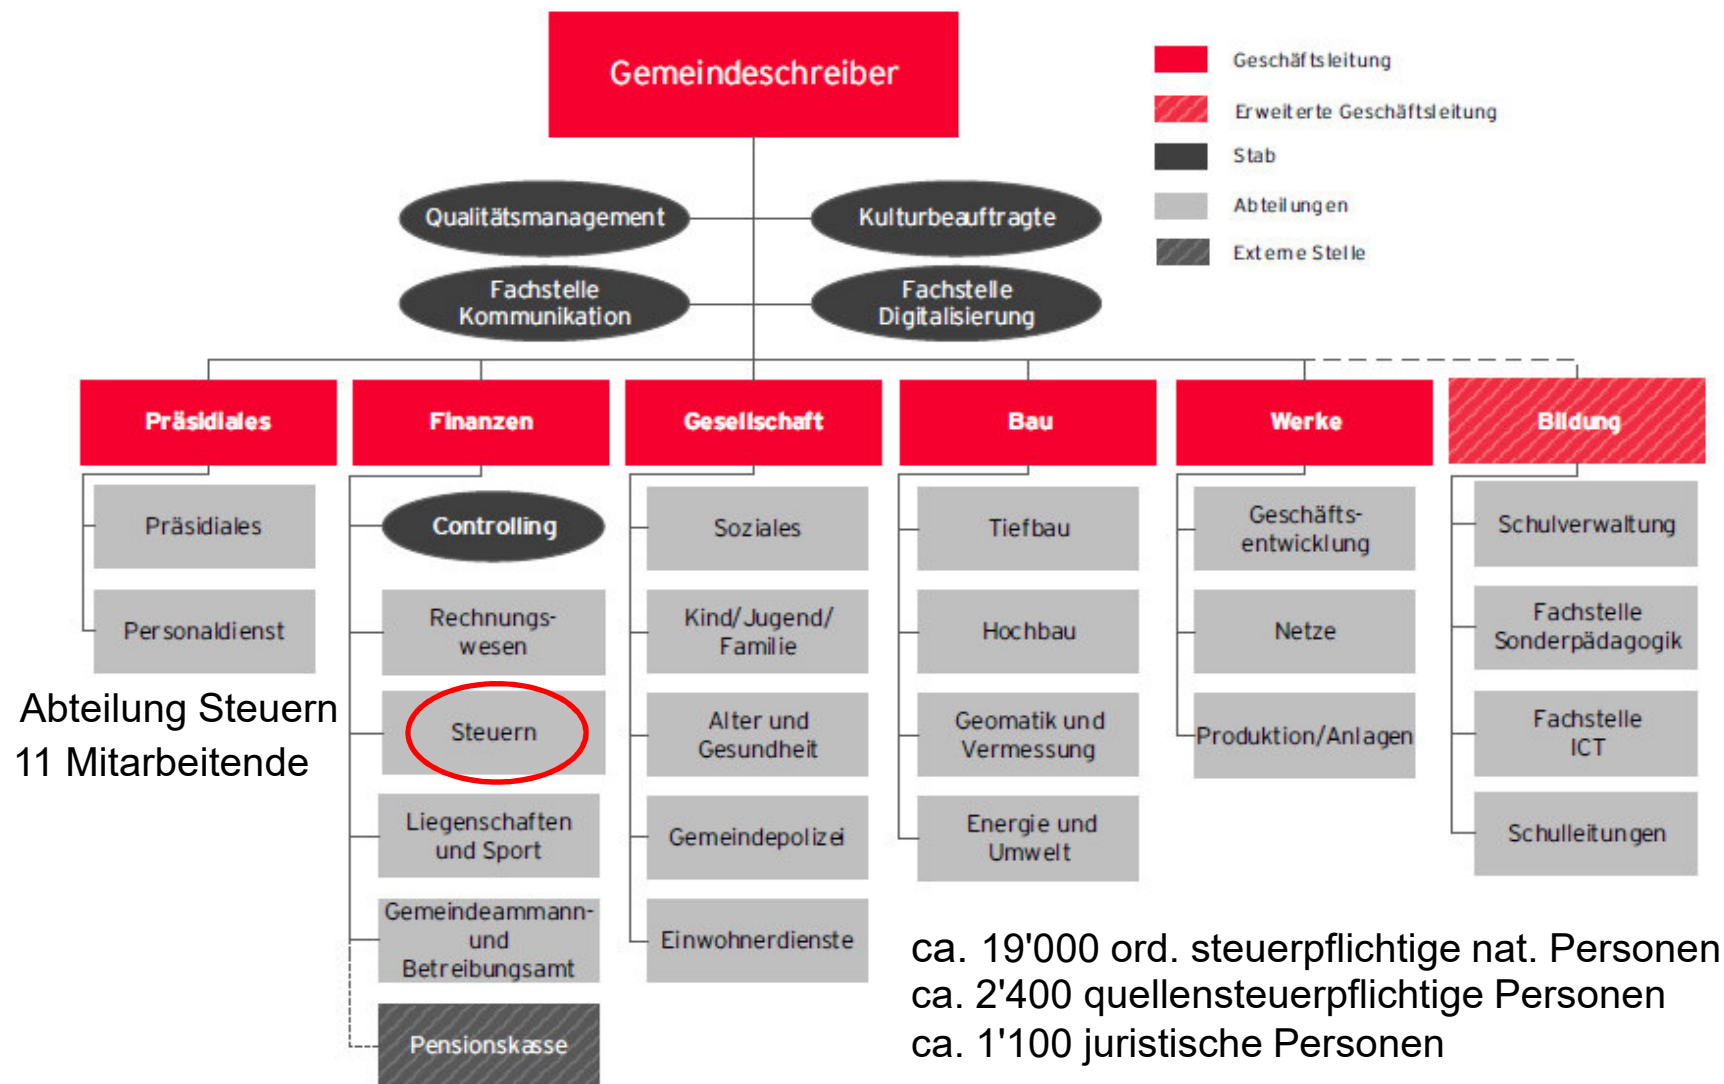 Gemeindeschreiber
Geschäftsleitung
Erweiterte Geschäftsleitung
Stab
Abteilungen
Externe Stelle
Qualitätsmanagement
Kulturbeauftragte
Fachstelle
Kommunikation
Fachstelle
Digitalisierung
Präsidiales
Finanzen
Gesellschaft
Bau
Werke
Bildung
Präsidiales
Personaldienst
Abteilung Steuern
11 Mitarbeitende
Controlling
Rechnungs-
wesen
Steuern
Liegenschaften
und Sport
Gemeindeammann-
und
Betreibungsamt
Pensionskasse
Soziales
Kind/Jugend/
Familie
Alter und
Gesundheit
Gemeindepolizei
Einwohnerdienste
Tiefbau
Hochbau
Geomatik und
Vermessung
Energie und
Umwelt
Geschäfts-
entwicklung
Netze
Produktion/Anlagen
Schulverwaltung
Fachstelle
Sonderpädagogik
Fachstelle
ICT
Schulleitungen
ca. 19'000 ord. steuerpflichtige nat. Personen
ca. 2'400 quellensteuerpflichtige Personen
ca. 1'100 juristische Personen